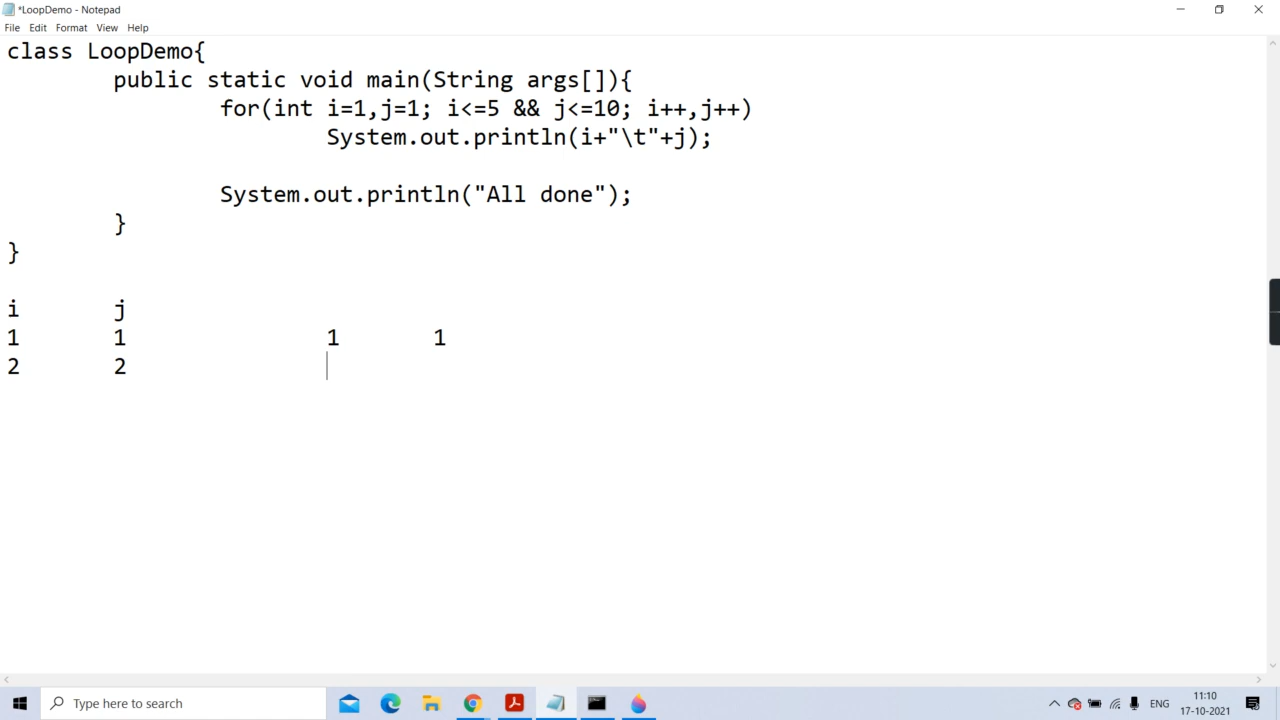 *LoopDemo - Notepad
File Edit Format View Help
class LoopDemo{
public static void main(String args[]){
for(int i=1,j=1; i<=5 && j<=10; i++,j++)
System.out.println(i+"\t"+j);
System.out.println("All done");
}
}
i j
1 1 1 1
2 2
Type here to search
ENG
11:10
17-10-2021